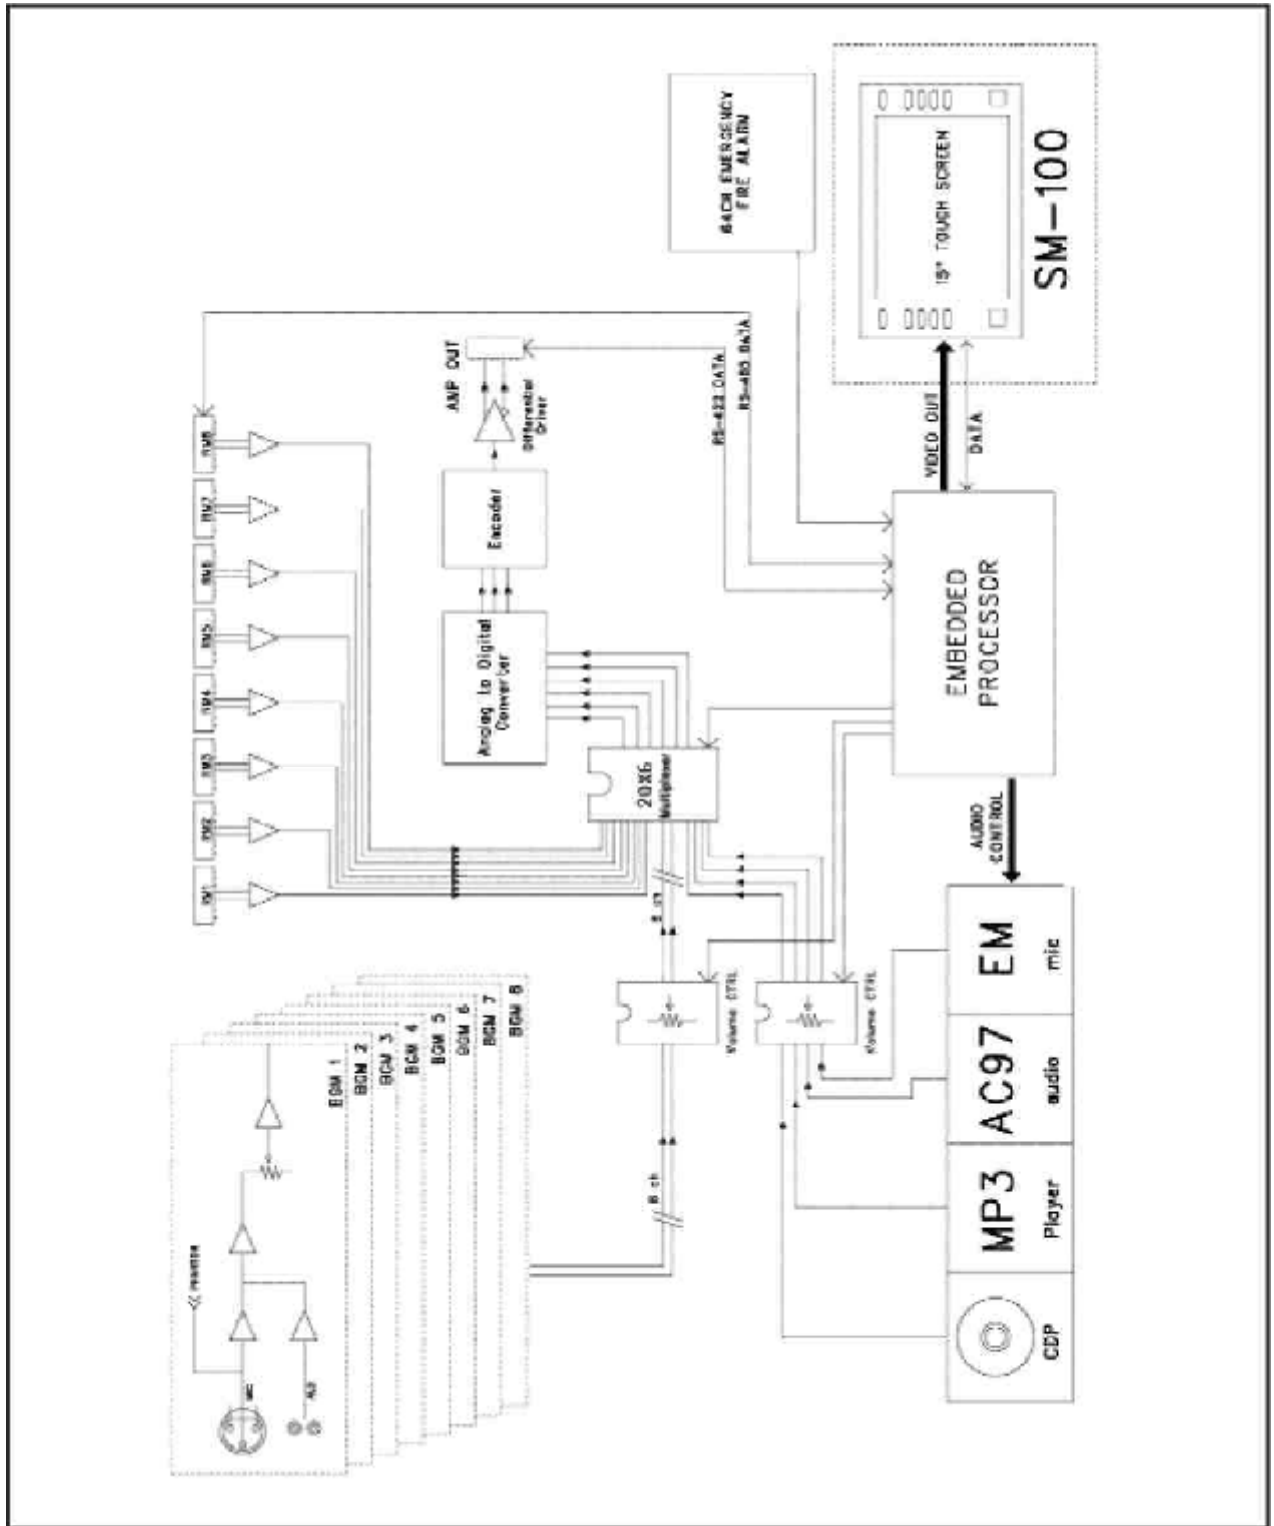 BGM 1
BGM 2
BGM 3
BGM 4
BGM 5
BGM 6
BGM 7
BGM 8
MIC
AUX
RM1
RM2
RM3
RM4
RM5
RM6
RM7
RM8
8 ch
8 ch
Volume CTRL
Volume CTRL
20X6
Multiplexer
Analog to Digital
Converter
Encoder
Differential
Driver
AMP OUT
RS-422 DATA
RS-485 DATA
64CH EMERGENCY
FIRE ALARM
15" TOUCH SCREEN
SM-100
VIDEO OUT
DATA
EMBEDDED
PROCESSOR
AUDIO
CONTROL
CDP
MP3
Player
AC97
audio
EM
mic